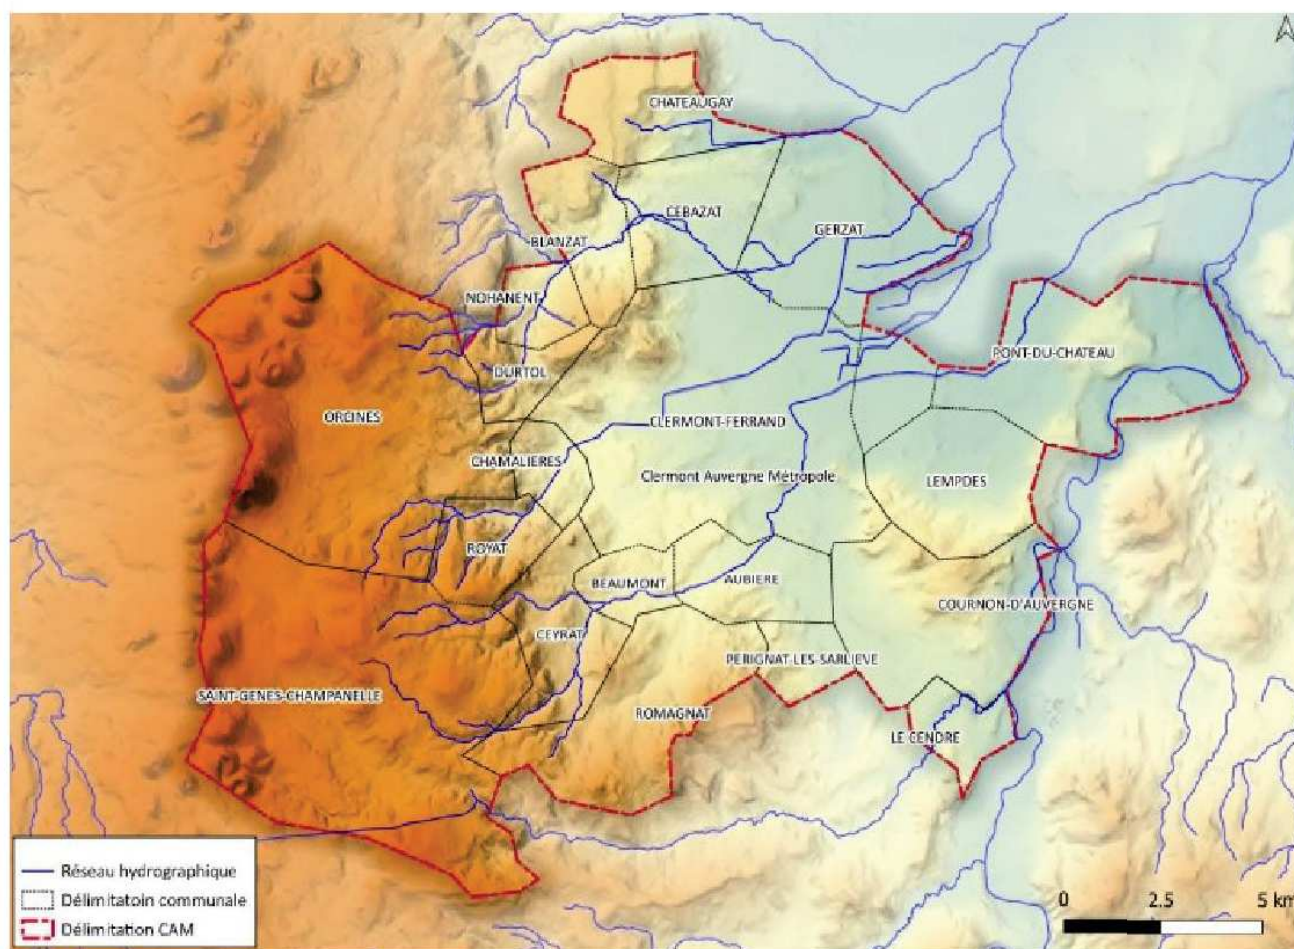 CHATEAUGAY
CEBAZAT
GERZAT
BLANZAT
NOHANENT
PONT-DU-CHATEAU
DURTOL
ORCINES
CLERMONT-FERRAND
CHAMALIERES
Clermont Auvergne Métropole
LEMPDES
ROYAT
BEAUMONT
AUBIERE
COURNON-D'AUVERGNE
CEYRAT
PERIGNAT-LES-SARLIEVE
SAINT-GENES-CHAMPANELLE
ROMAGNAT
LE CENDRE
Réseau hydrographique
Délimitatoin communale
Délimitation CAM
0 2.5 5 km